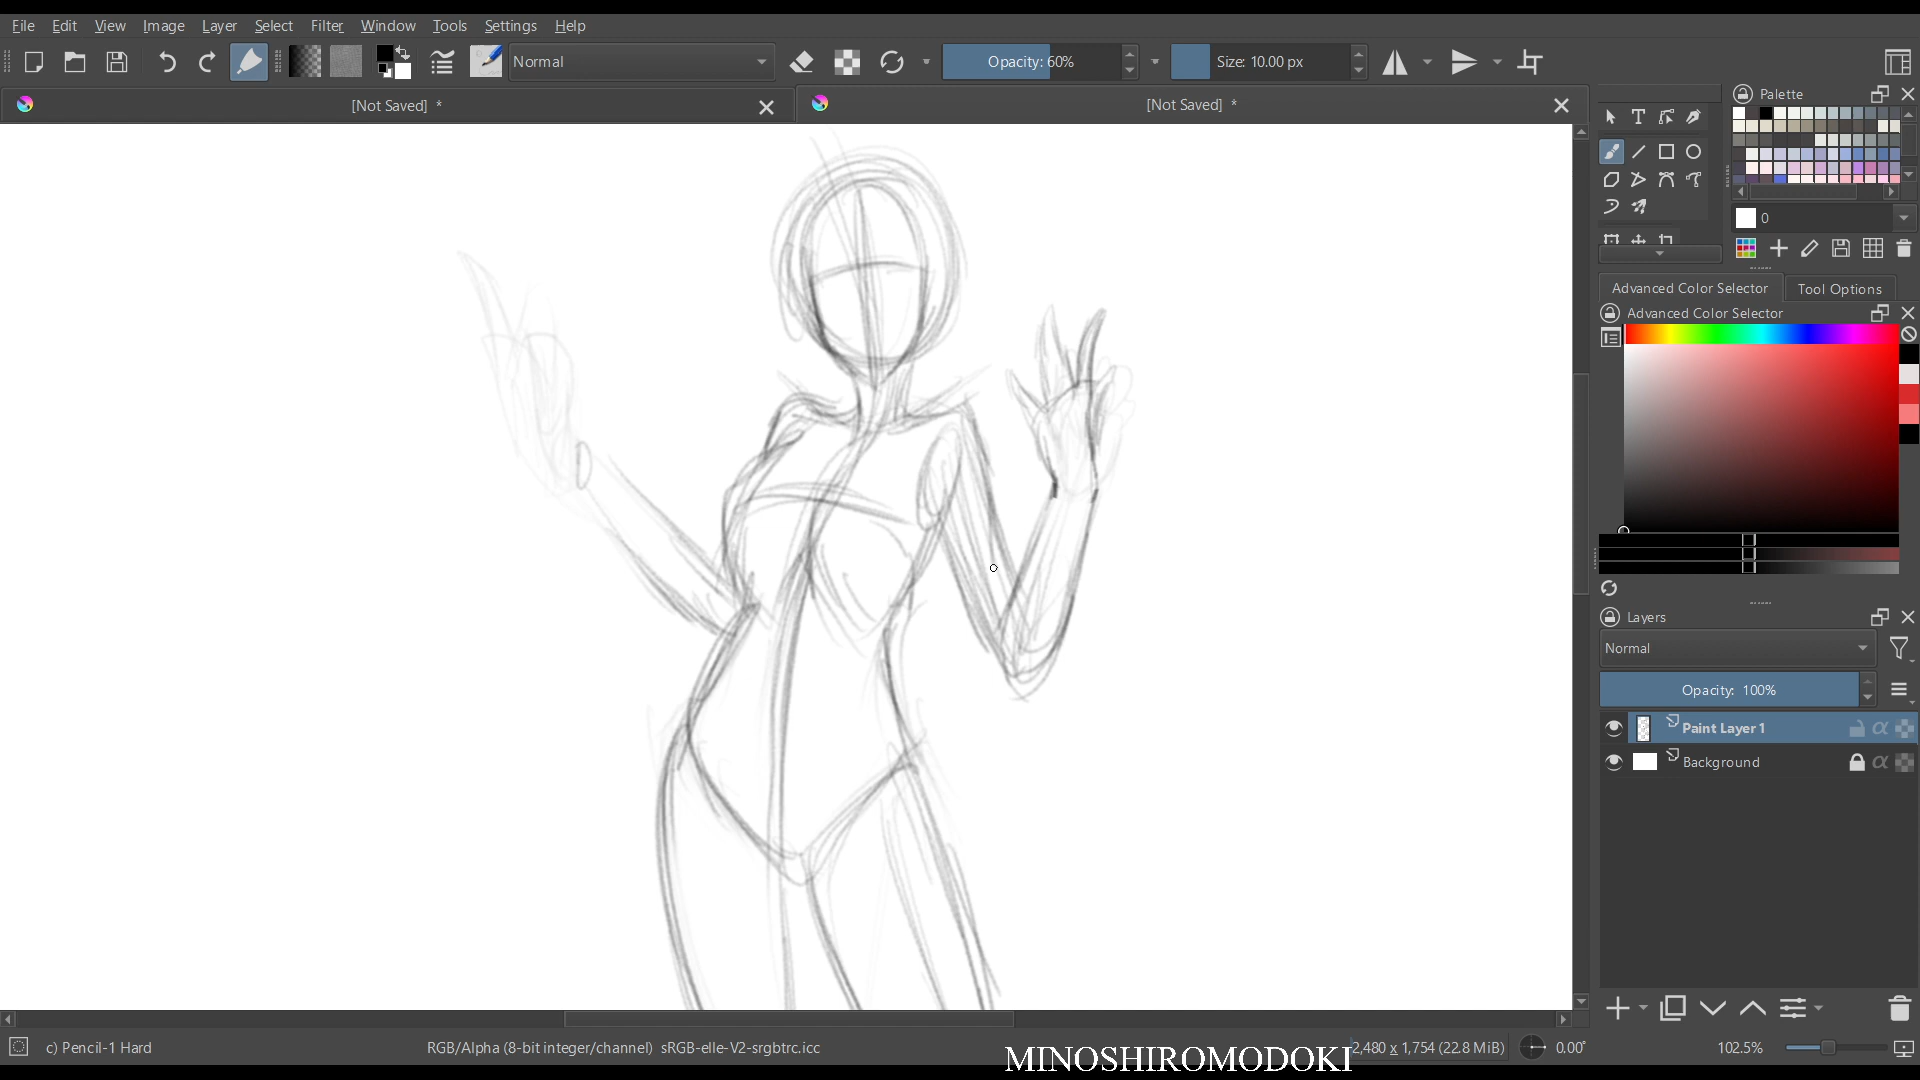 File Edit View Image Layer Select Filter Window Tools Settings Help
Normal Opacity: 60% Size: 10.00 px
[Not Saved] * [Not Saved] *
Palette
0
Advanced Color Selector Tool Options
Advanced Color Selector
Layers
Normal
Opacity: 100%
Paint Layer 1
Background
c) Pencil-1 Hard RGB/Alpha (8-bit integer/channel) sRGB-elle-V2-srgbtrc.icc 2,480 x 1,754 (22.8 MiB) 0.00° 102.5%
MINOSHIROMODOKI